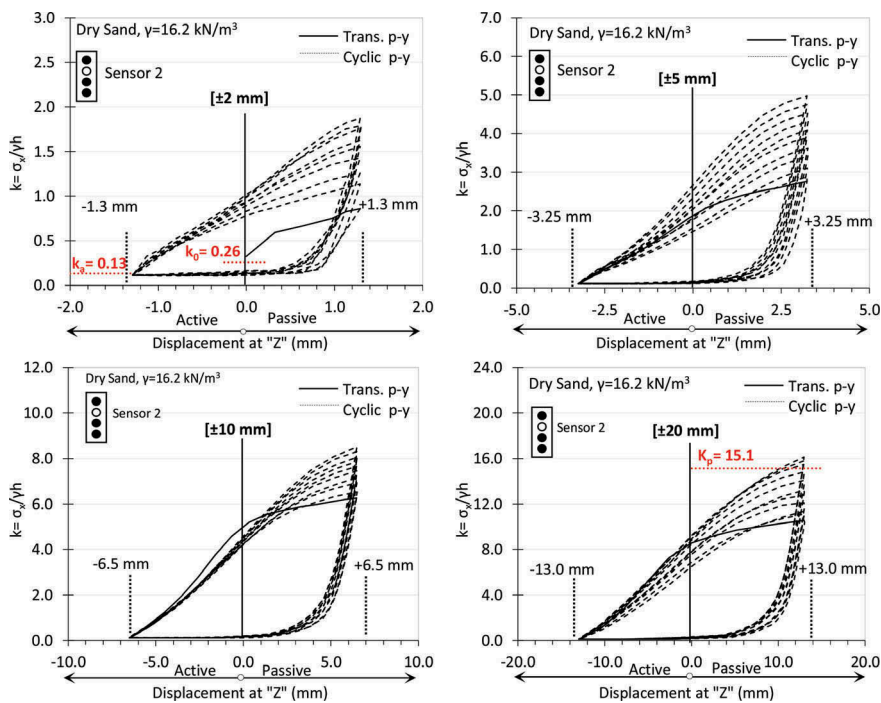 Dry Sand, γ=16.2 kN/m³
Trans. p-y
Cyclic p-y
Sensor 2
[±2 mm]
k= σx/γh
3.0
2.5
2.0
1.5
1.0
0.5
0.0
-1.3 mm
+1.3 mm
ka= 0.13
k0= 0.26
-2.0
-1.0
0.0
1.0
2.0
Active
Passive
Displacement at "Z" (mm)
Dry Sand, γ=16.2 kN/m³
Trans. p-y
Cyclic p-y
Sensor 2
[±5 mm]
k= σx/γh
7.0
6.0
5.0
4.0
3.0
2.0
1.0
0.0
-3.25 mm
+3.25 mm
-5.0
-2.5
0.0
2.5
5.0
Active
Passive
Displacement at "Z" (mm)
Dry Sand, γ=16.2 kN/m³
Trans. p-y
Cyclic p-y
Sensor 2
[±10 mm]
k= σx/γh
12.0
10.0
8.0
6.0
4.0
2.0
0.0
-6.5 mm
+6.5 mm
-10.0
-5.0
0.0
5.0
10.0
Active
Passive
Displacement at "Z" (mm)
Dry Sand, γ=16.2 kN/m³
Trans. p-y
Cyclic p-y
Sensor 2
[±20 mm]
Kp= 15.1
k= σx/γh
24.0
20.0
16.0
12.0
8.0
4.0
0.0
-13.0 mm
+13.0 mm
-20.0
-10.0
0.0
10.0
20.0
Active
Passive
Displacement at "Z" (mm)